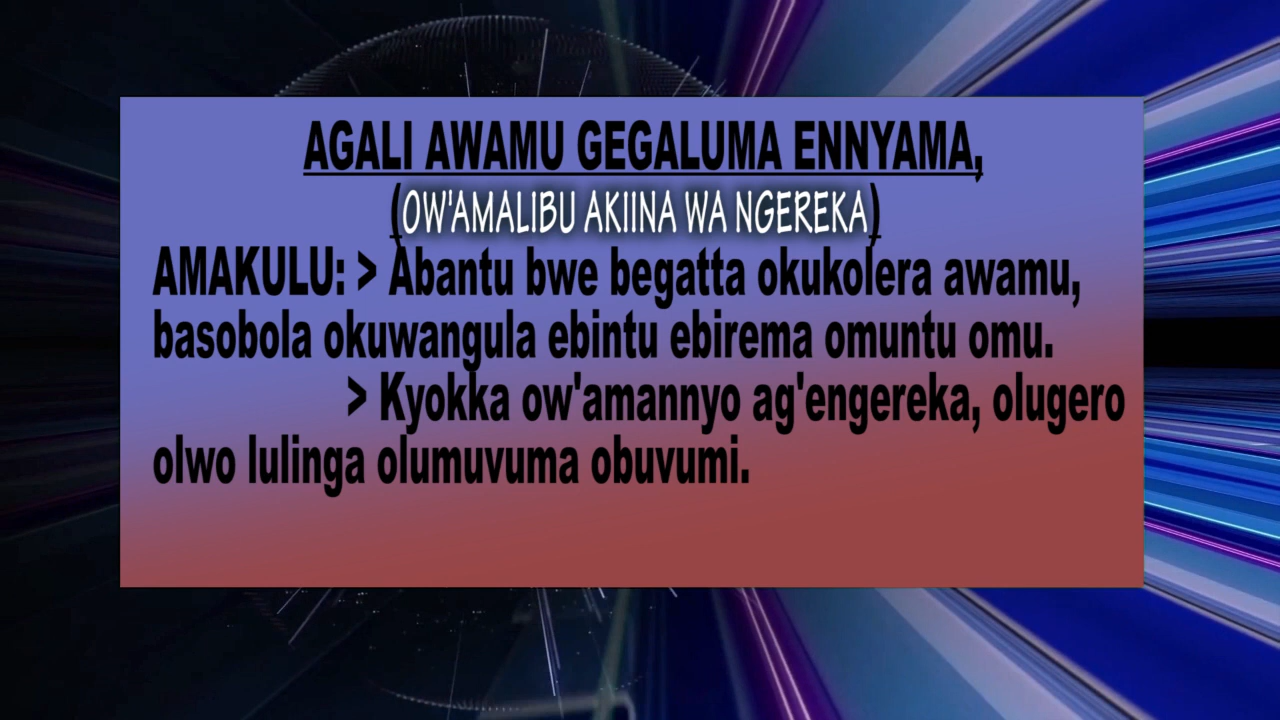 AGALI AWAMU GEGALUMA ENNYAMA,
(OW'AMALIBU AKIINA WA NGEREKA)
AMAKULU: > Abantu bwe begatta okukolera awamu,
basobola okuwangula ebintu ebirema omuntu omu.
> Kyokka ow'amannyo ag'engereka, olugero
olwo lulinga olumuvuma obuvumi.